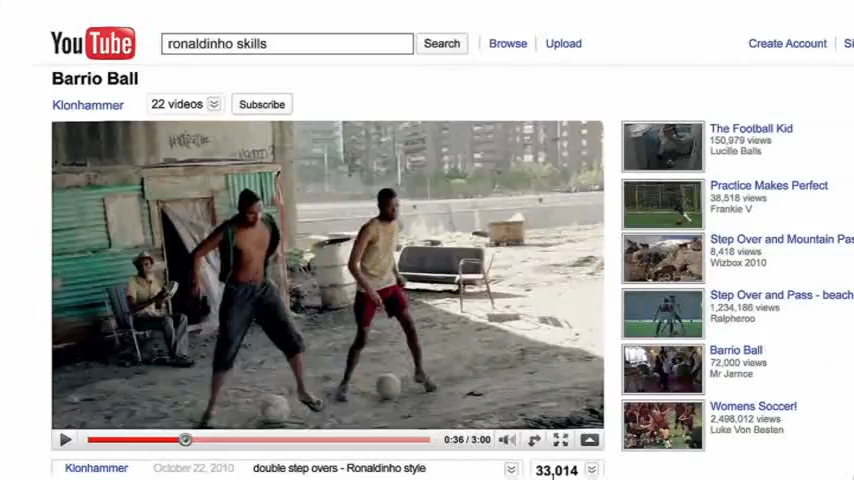 YouTube
ronaldinho skills
Search
Browse
Upload
Create Account
Barrio Ball
Klonhammer
22 videos
Subscribe
The Football Kid
150,979 views
Lucille Balls
Practice Makes Perfect
38,518 views
Frankie V
Step Over and Mountain Pas
8,418 views
Wizbox 2010
Step Over and Pass - beach
1,234,186 views
Ralpheroo
Barrio Ball
72,000 views
Mr Jarnce
Womens Soccer!
2,498,012 views
Luke Von Besten
0:36 / 3:00
Klonhammer
October 22, 2010
double step overs - Ronaldinho style
33,014